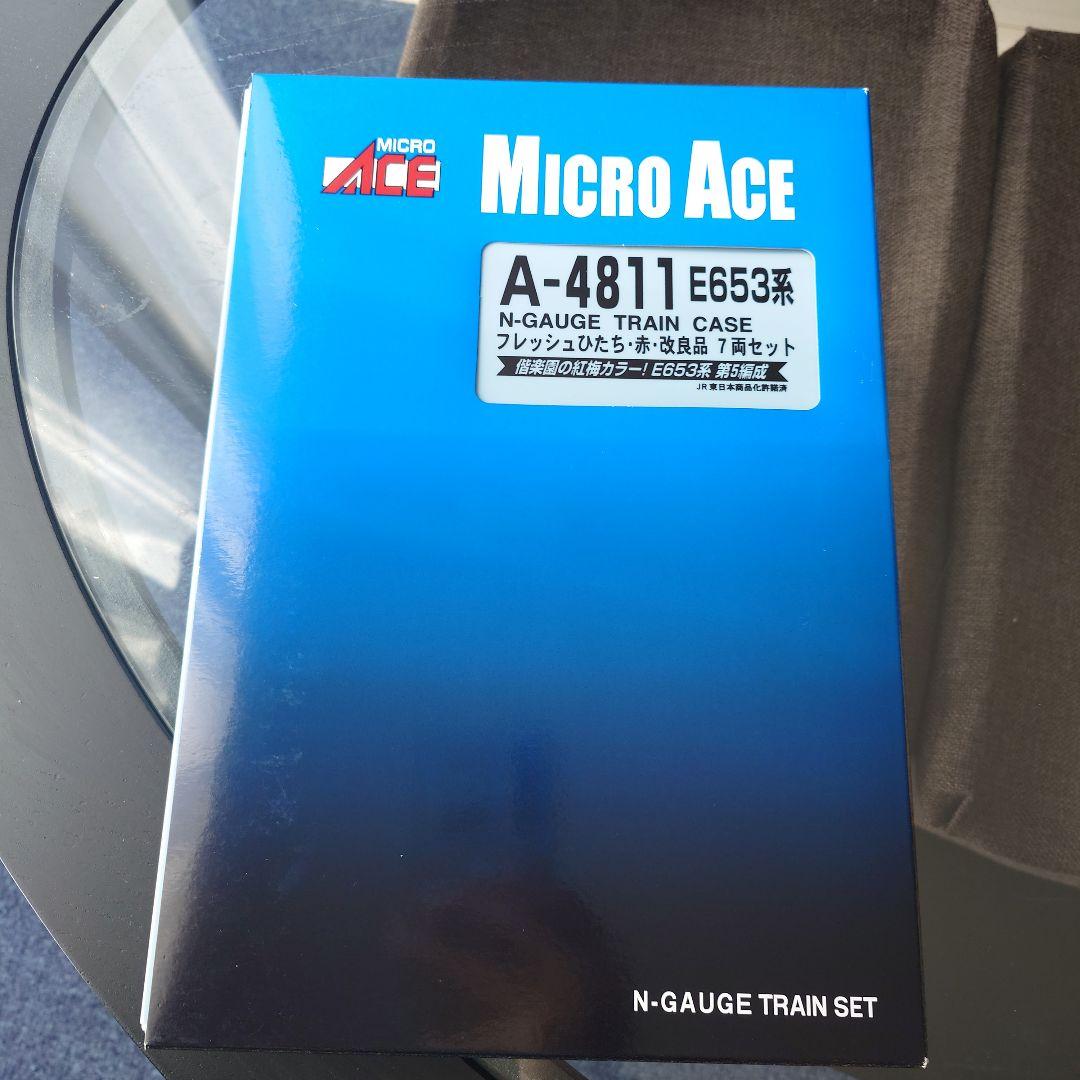 MICRO
ACE
MICRO ACE
A-4811 E653系
N-GAUGE TRAIN CASE
フレッシュひたち・赤・改良品 7両セット
偕楽園の紅梅カラー! E653系 第5編成
JR東日本商品化許諾済
N-GAUGE TRAIN SET